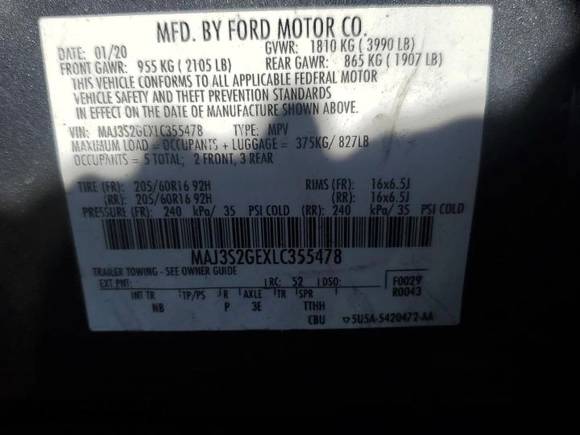 MFD. BY FORD MOTOR CO.
DATE: 01/20 GVWR: 1810 KG ( 3990 LB)
FRONT GAWR: 955 KG ( 2105 LB) REAR GAWR: 865 KG ( 1907 LB)
THIS VEHICLE CONFORMS TO ALL APPLICABLE FEDERAL MOTOR
VEHICLE SAFETY AND THEFT PREVENTION STANDARDS
IN EFFECT ON THE DATE OF MANUFACTURE SHOWN ABOVE.
VIN: MAJ3S2GEXLC355478 TYPE: MPV
MAXIMUM LOAD = OCCUPANTS + LUGGAGE = 375KG/ 827LB
OCCUPANTS = 5 TOTAL; 2 FRONT, 3 REAR
TIRE (FR): 205/60R16 92H RIMS (FR): 16x6.5J
(RR): 205/60R16 92H (RR): 16x6.5J
PRESSURE (FR): 240 kPa/ 35 PSI COLD (RR): 240 kPa/ 35 PSI COLD
MAJ3S2GEXLC355478
TRAILER TOWING - SEE OWNER GUIDE
EXT PNT: RC: 52 DSO: F0029
R0043
INT TR TP/PS R AXLE TR SPR
NB P 3E TTHH
CBU 5U5A-5420472-AA